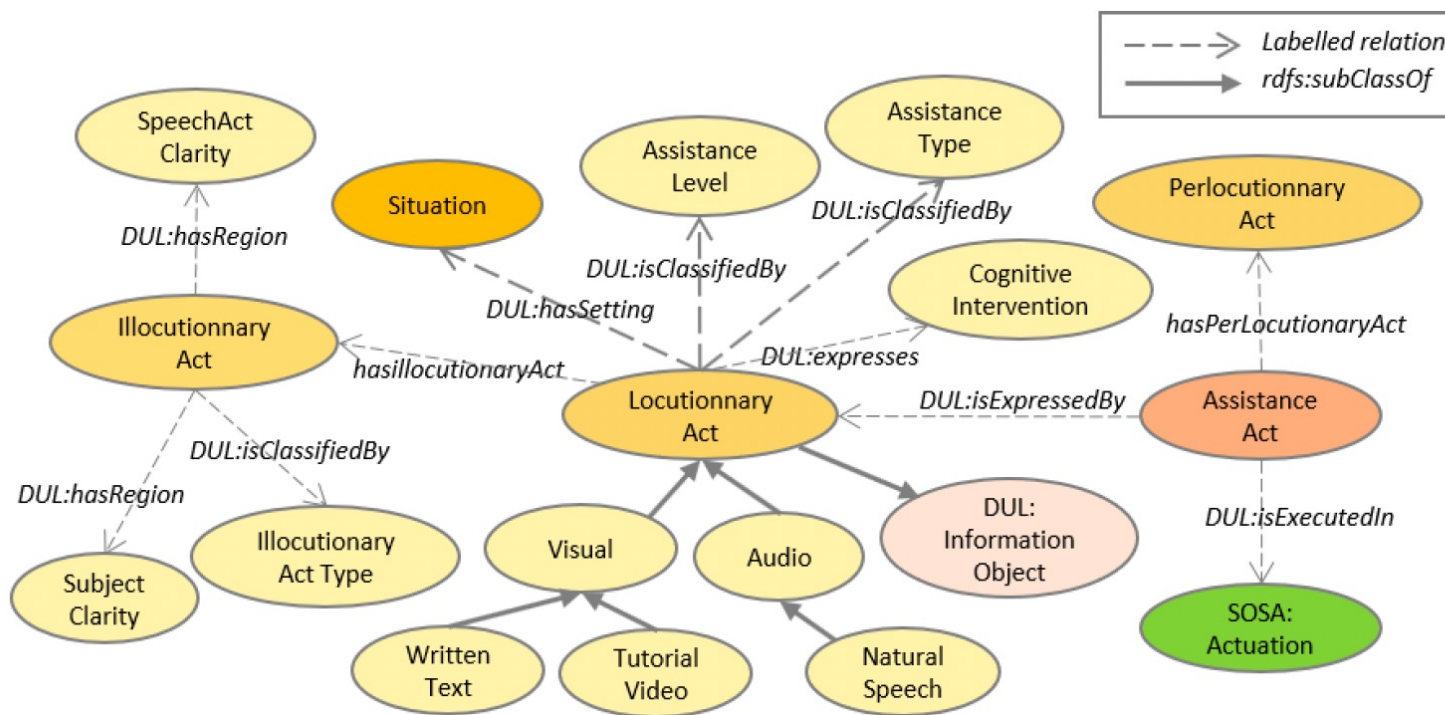 Labelled relation
rdfs:subClassOf
SpeechAct
Clarity
Situation
Assistance
Level
Assistance
Type
Perlocutionnary
Act
DUL:hasRegion
DUL:isClassifiedBy
DUL:isClassifiedBy
DUL:hasSetting
Cognitive
Intervention
hasPerLocutionaryAct
Illocutionnary
Act
hasillocutionaryAct
DUL:expresses
Locutionnary
Act
DUL:isExpressedBy
Assistance
Act
DUL:isClassifiedBy
DUL:hasRegion
DUL:isExecutedIn
Subject
Clarity
Illocutionary
Act Type
Visual
Audio
DUL:
Information
Object
SOSA:
Actuation
Written
Text
Tutorial
Video
Natural
Speech